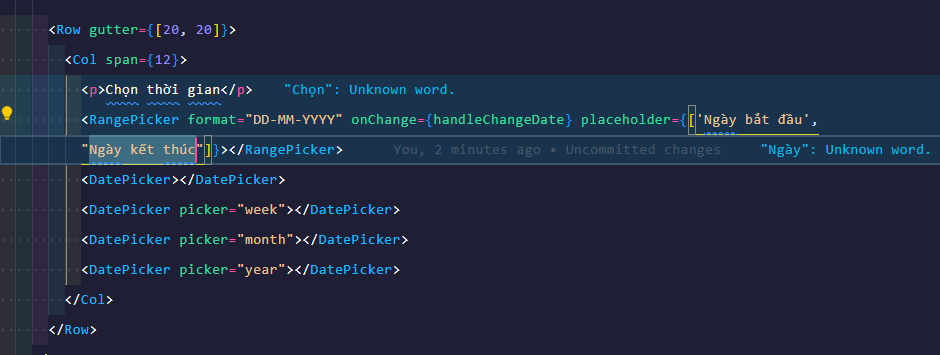 <Row gutter={[20, 20]}>
<Col span={12}>
<p>Chọn thời gian</p> "Chọn": Unknown word.
<RangePicker format="DD-MM-YYYY" onChange={handleChangeDate} placeholder={['Ngày bắt đầu',
"Ngày kết thúc"]}></RangePicker> You, 2 minutes ago • Uncommitted changes "Ngày": Unknown word.
<DatePicker></DatePicker>
<DatePicker picker="week"></DatePicker>
<DatePicker picker="month"></DatePicker>
<DatePicker picker="year"></DatePicker>
</Col>
</Row>